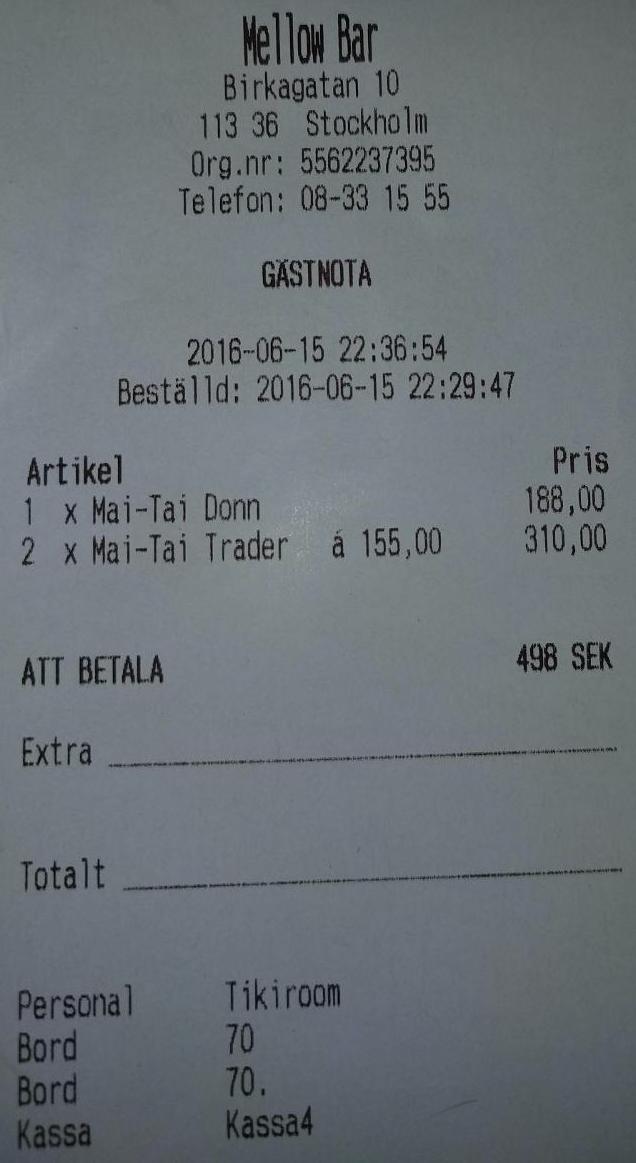 Mellow Bar
Birkagatan 10
113 36 Stockholm
Org.nr: 5562237395
Telefon: 08-33 15 55
GÄSTNOTA
2016-06-15 22:36:54
Beställd: 2016-06-15 22:29:47
Artikel Pris
1 x Mai-Tai Donn 188,00
2 x Mai-Tai Trader á 155,00 310,00
ATT BETALA 498 SEK
Extra
Totalt
Personal Tikiroom
Bord 70
Bord 70.
Kassa Kassa4